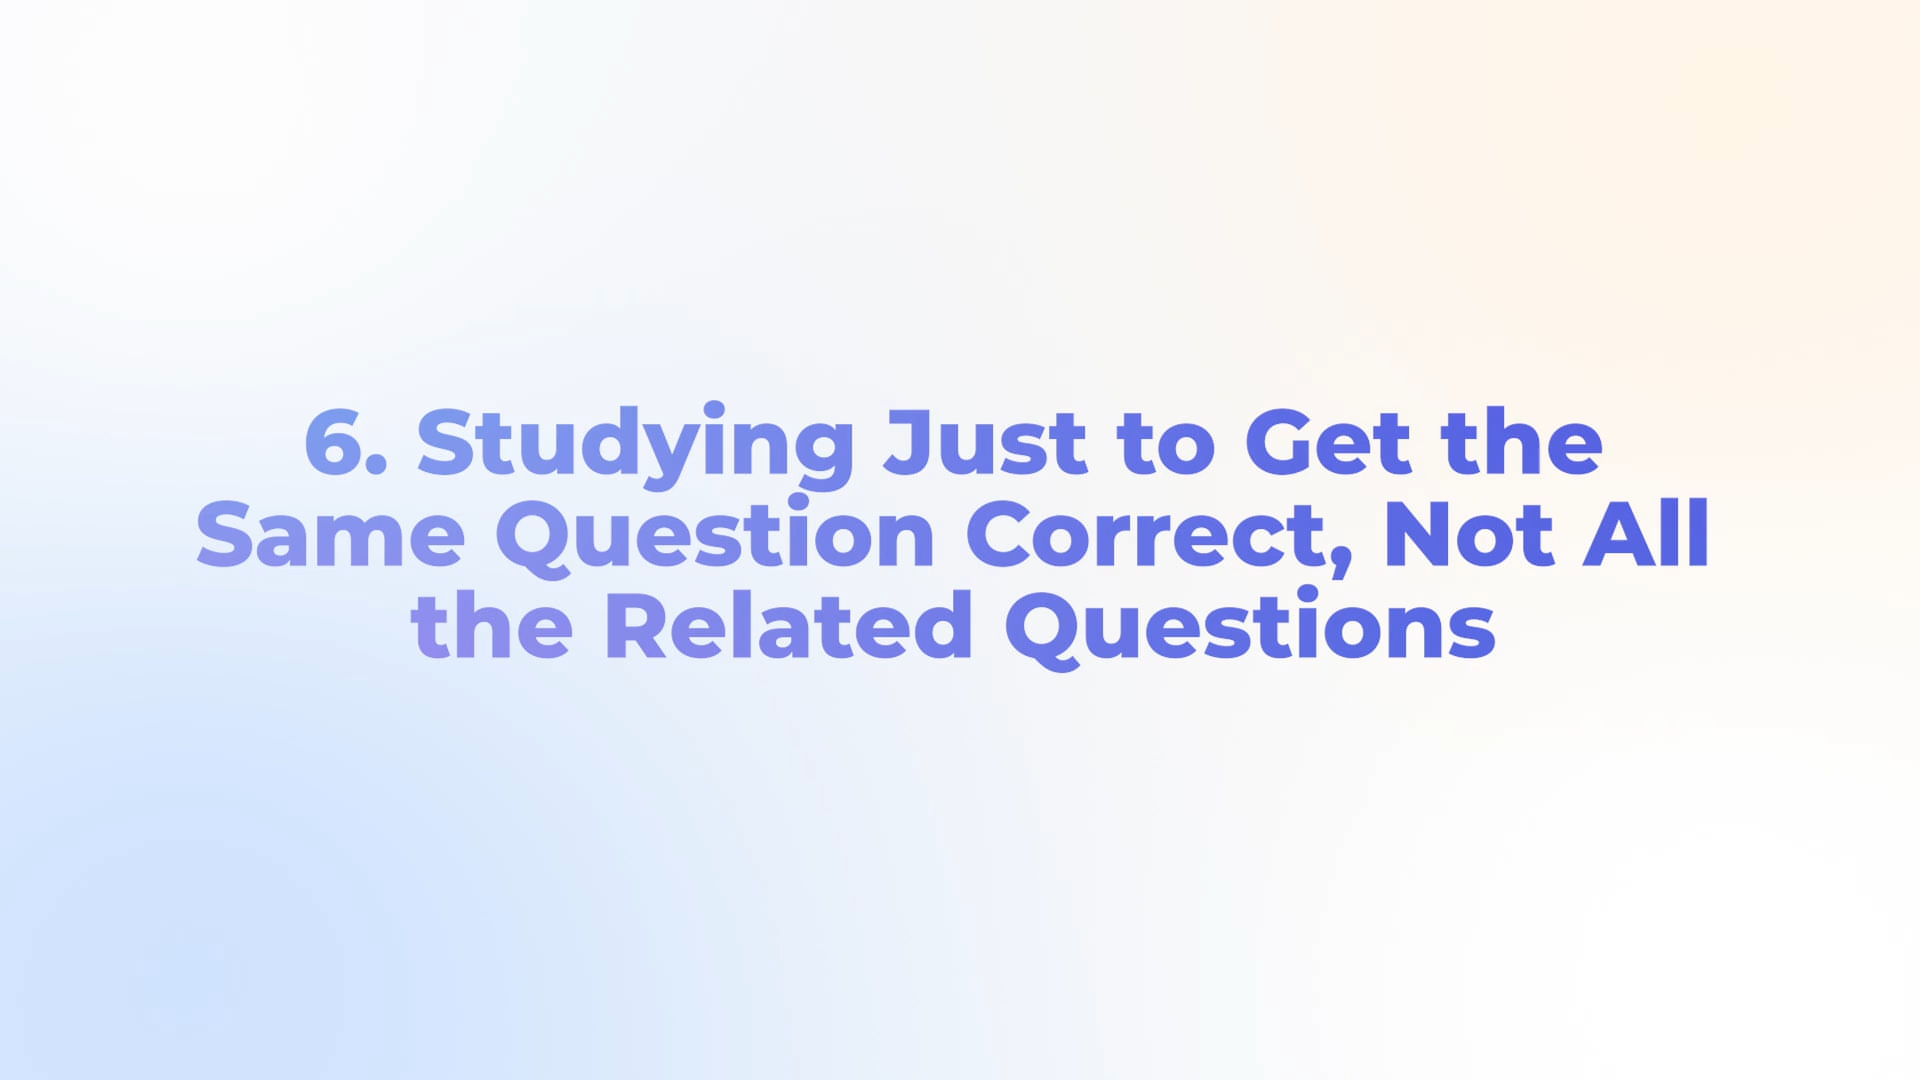 6. Studying Just to Get the
Same Question Correct, Not All
the Related Questions